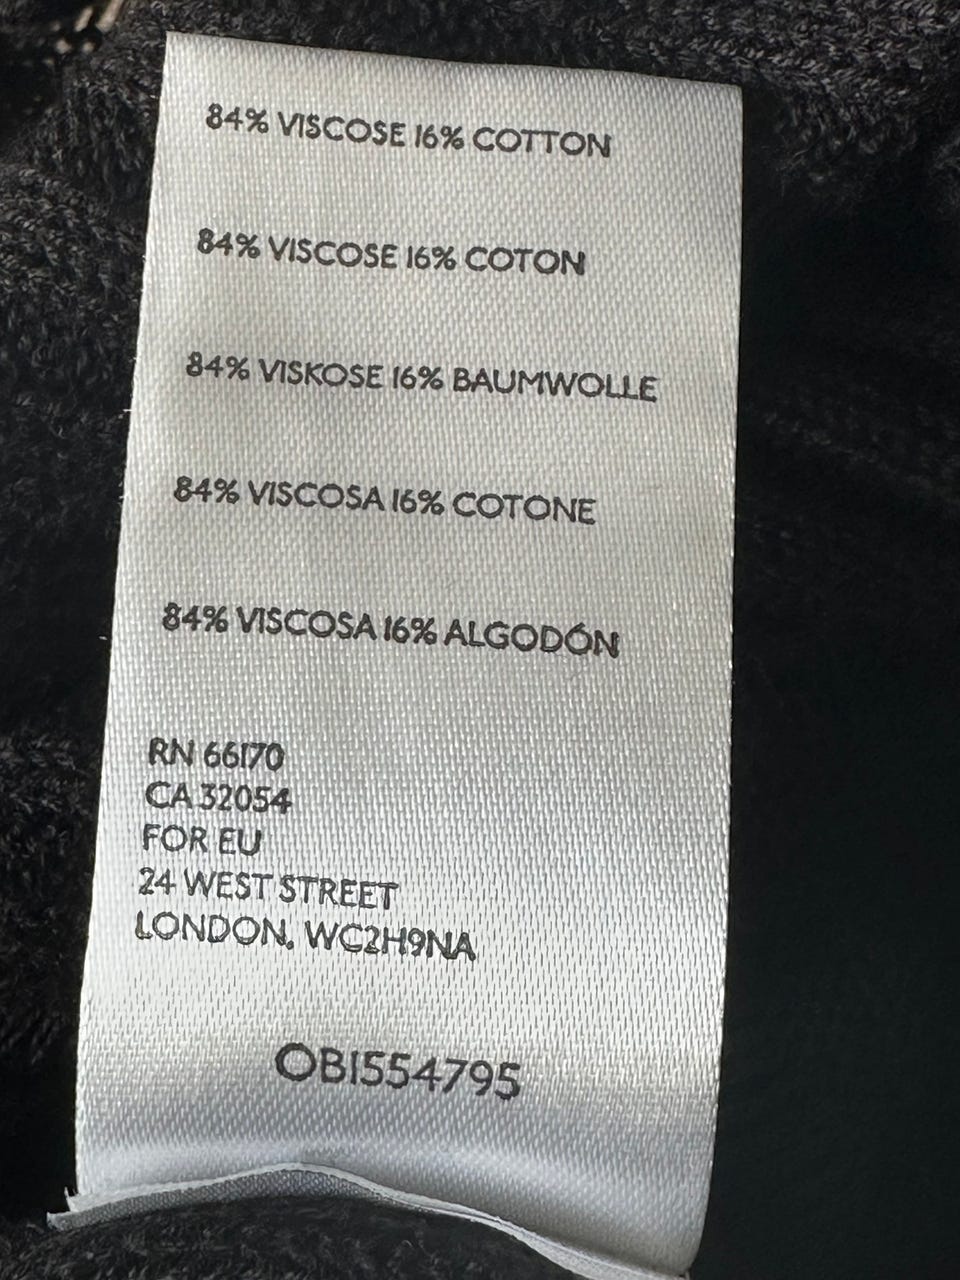 84% VISCOSE 16% COTTON
84% VISCOSE 16% COTON
84% VISKOSE 16% BAUMWOLLE
84% VISCOSA 16% COTONE
84% VISCOSA 16% ALGODÓN
RN 66170
CA 32054
FOR EU
24 WEST STREET
LONDON, WC2H9NA
OB1554795